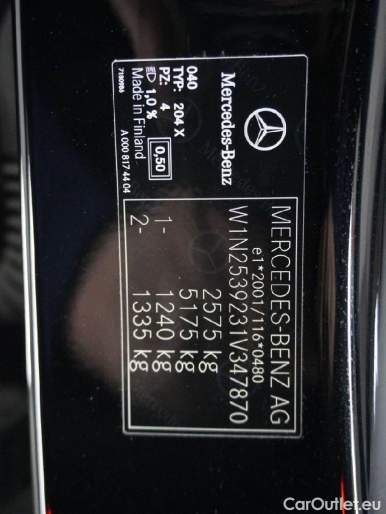 MERCEDES-BENZ AG
e1*2001/116*0480
W1N2539231V347870
2575 kg
5175 kg
1- 1240 kg
2- 1335 kg
Mercedes-Benz
040
TYP: 204 X
PZ: 4
1,0 % 0,50
Made in Finland
A 000 817 44 04
CarOutlet.eu